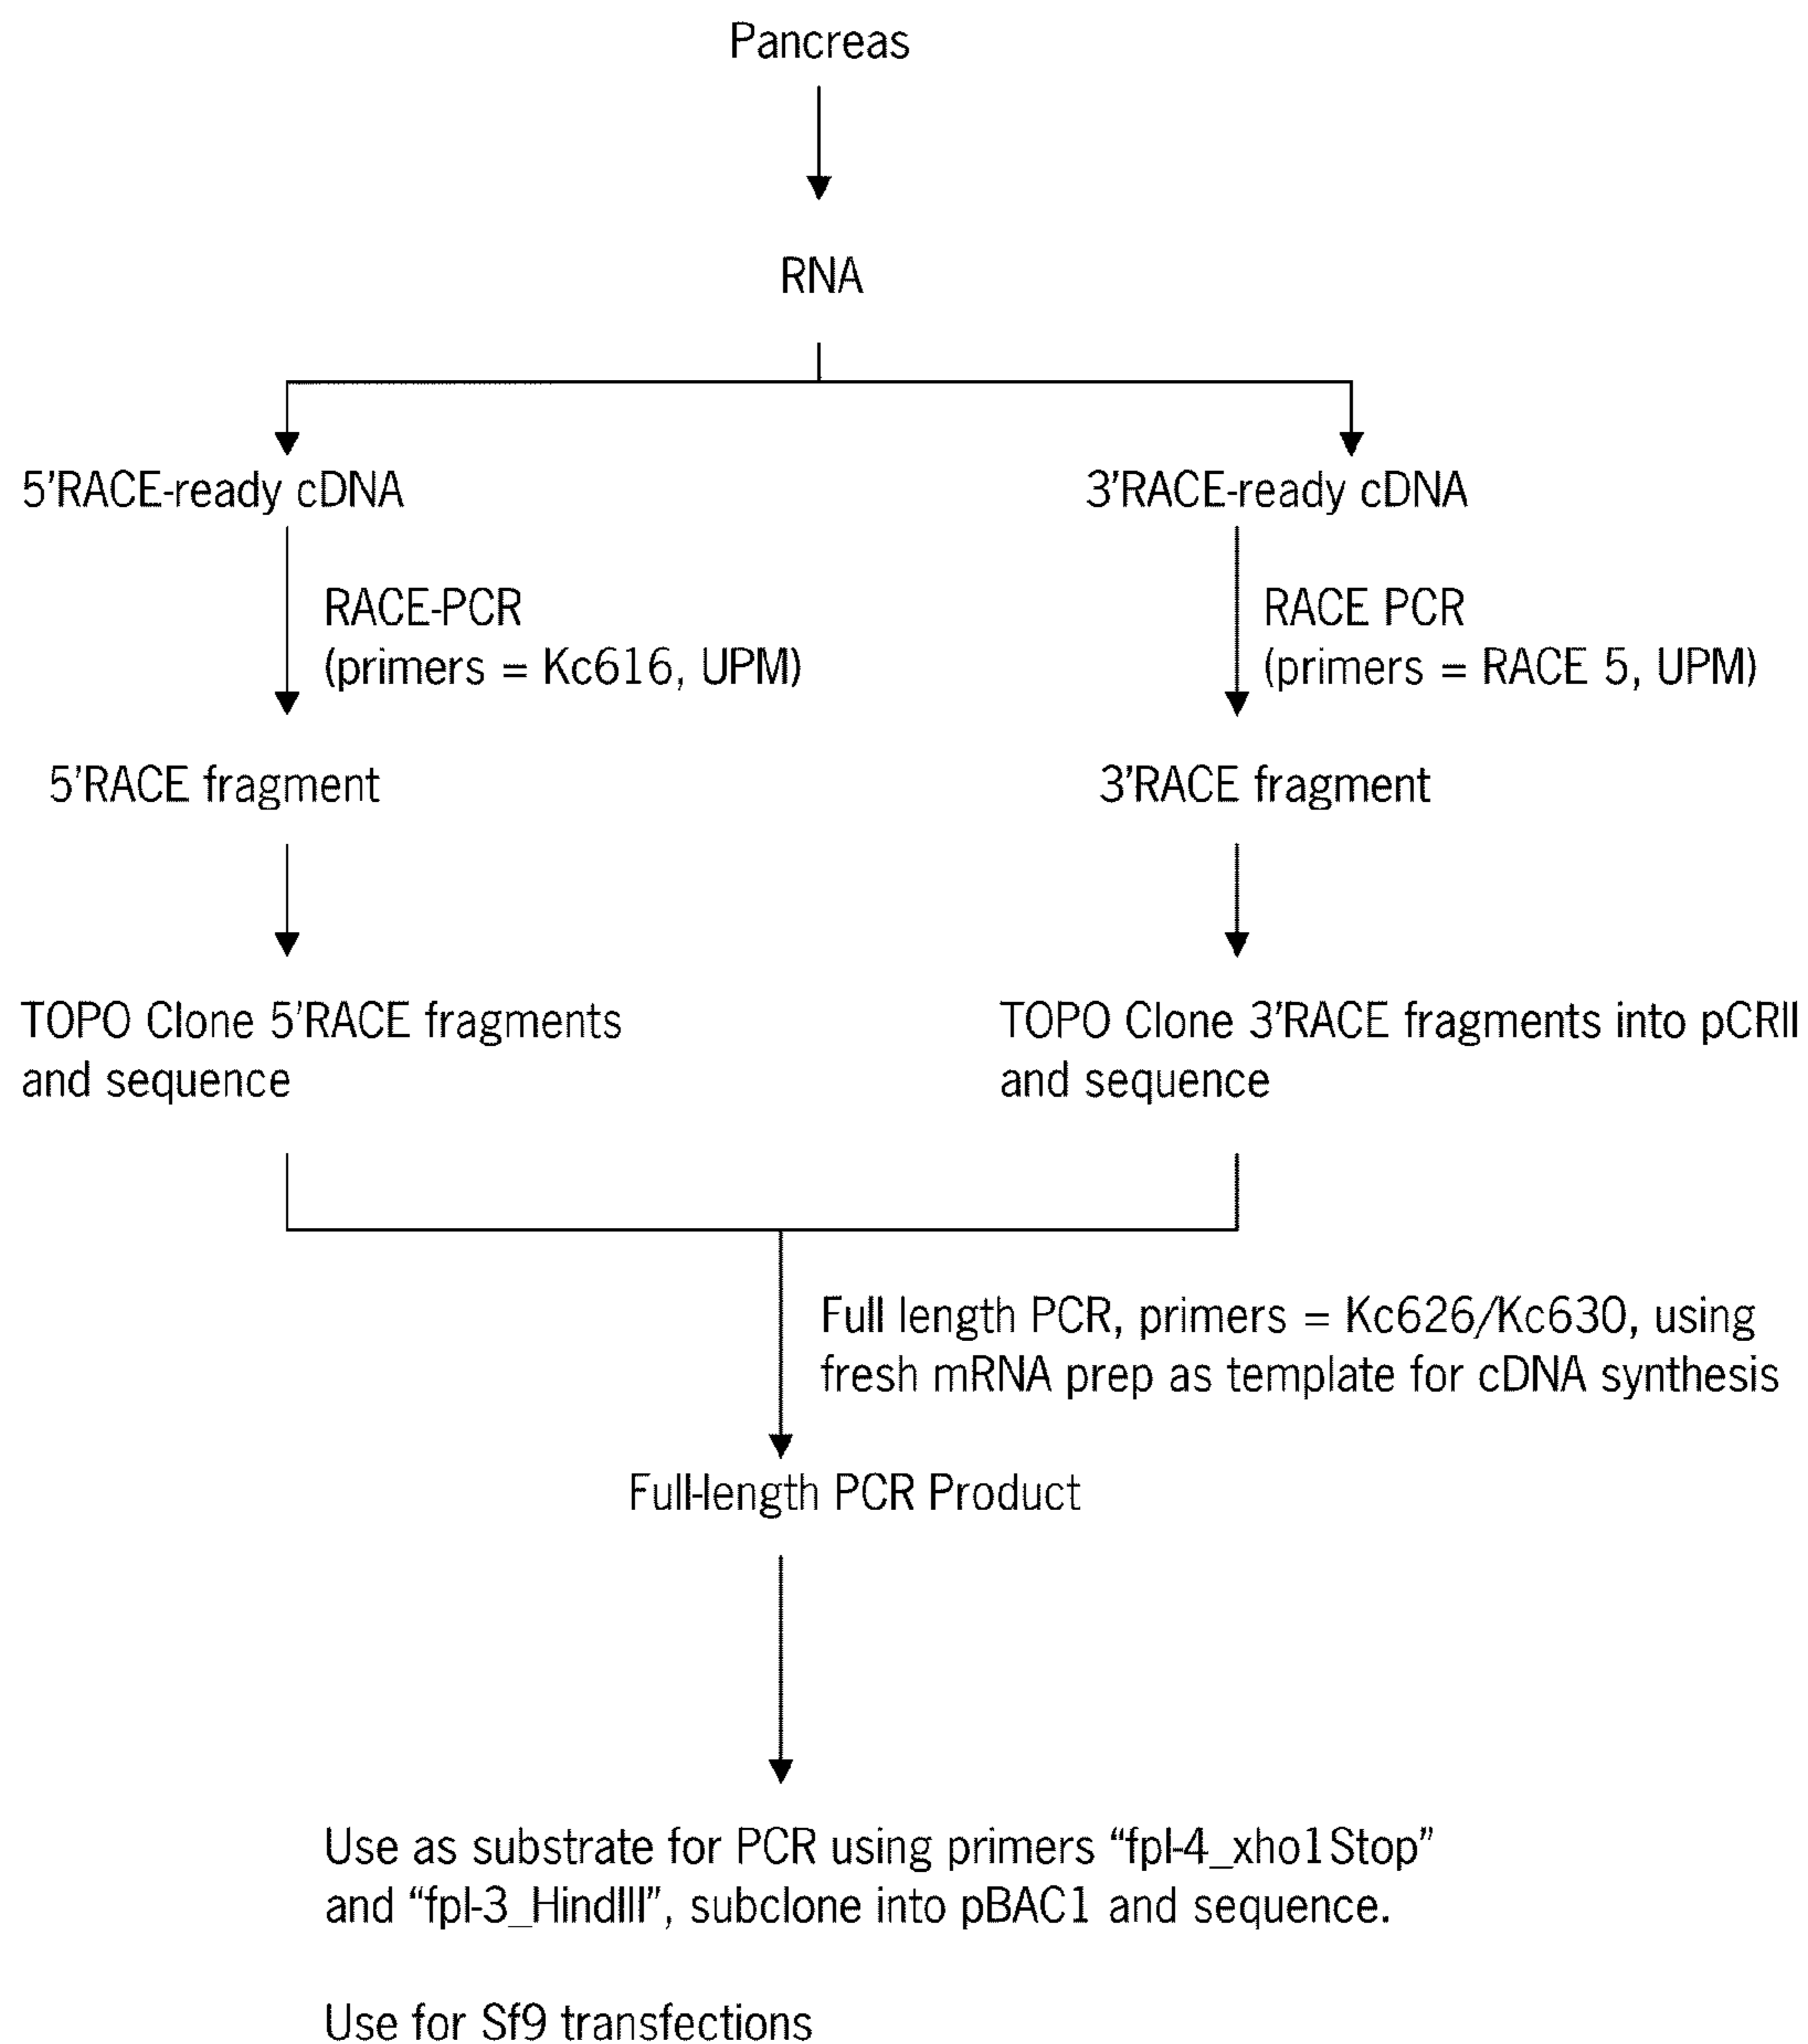 Pancreas
RNA
5’RACE-ready cDNA
3’RACE-ready cDNA
RACE-PCR
(primers = Kc616, UPM)
RACE PCR
(primers = RACE 5, UPM)
5’RACE fragment
3’RACE fragment
TOPO Clone 5’RACE fragments
and sequence
TOPO Clone 3’RACE fragments into pCRII
and sequence
Full length PCR, primers = Kc626/Kc630, using
fresh mRNA prep as template for cDNA synthesis
Full-length PCR Product
Use as substrate for PCR using primers “fpl-4_xho1Stop”
and “fpl-3_HindIII”, subclone into pBAC1 and sequence.
Use for Sf9 transfections